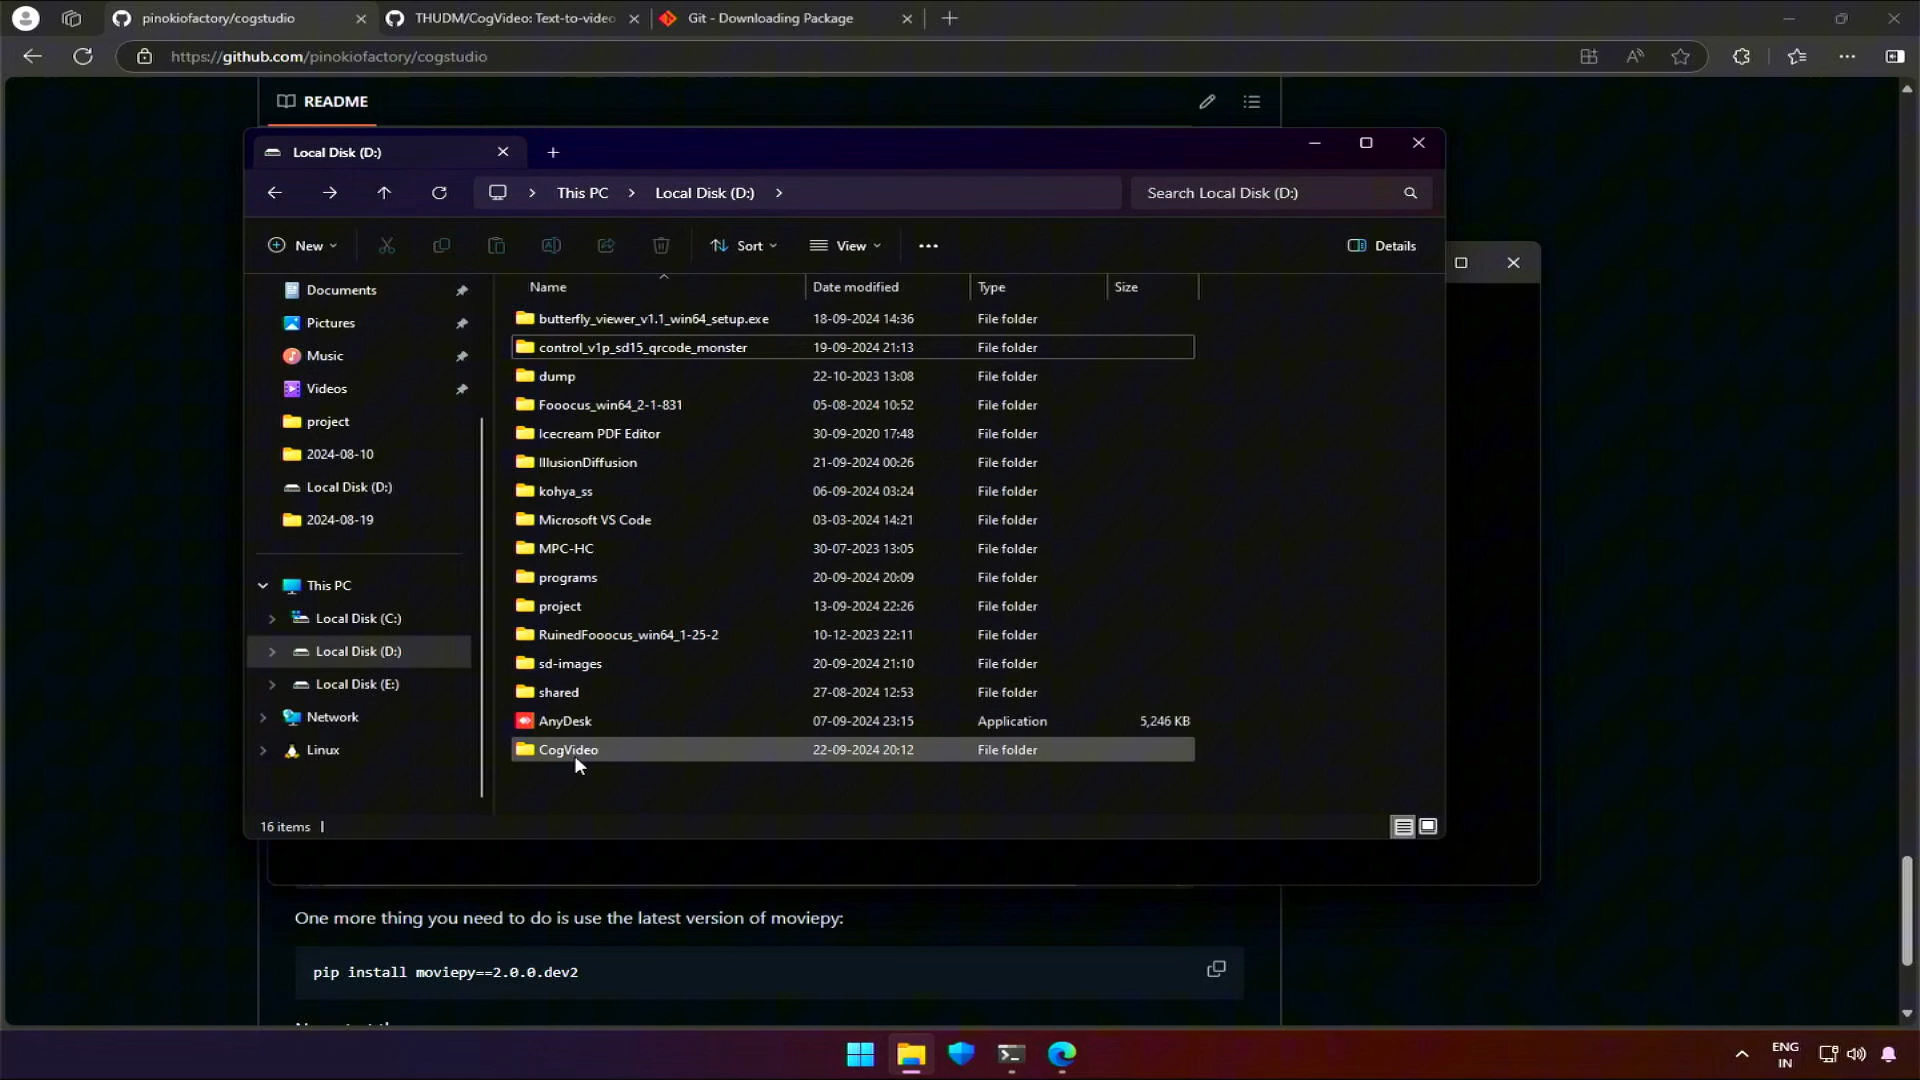 pinokiofactory/cogstudio
THUDM/CogVideo: Text-to-video
Git - Downloading Package
https://github.com/pinokiofactory/cogstudio
README
Local Disk (D:)
This PC
Local Disk (D:)
Search Local Disk (D:)
New
Sort
View
Details
Name
Date modified
Type
Size
Documents
Pictures
Music
Videos
project
2024-08-10
Local Disk (D:)
2024-08-19
This PC
Local Disk (C:)
Local Disk (D:)
Local Disk (E:)
Network
Linux
butterfly_viewer_v1.1_win64_setup.exe 18-09-2024 14:36 File folder
control_v1p_sd15_qrcode_monster 19-09-2024 21:13 File folder
dump 22-10-2023 13:08 File folder
Fooocus_win64_2-1-831 05-08-2024 10:52 File folder
Icecream PDF Editor 30-09-2020 17:48 File folder
IllusionDiffusion 21-09-2024 00:26 File folder
kohya_ss 06-09-2024 03:24 File folder
Microsoft VS Code 03-03-2024 14:21 File folder
MPC-HC 30-07-2023 13:05 File folder
programs 20-09-2024 20:09 File folder
project 13-09-2024 22:26 File folder
RuinedFooocus_win64_1-25-2 10-12-2023 22:11 File folder
sd-images 20-09-2024 21:10 File folder
shared 27-08-2024 12:53 File folder
AnyDesk 07-09-2024 23:15 Application 5,246 KB
CogVideo 22-09-2024 20:12 File folder
16 items
One more thing you need to do is use the latest version of moviepy:
pip install moviepy==2.0.0.dev2
ENG
IN